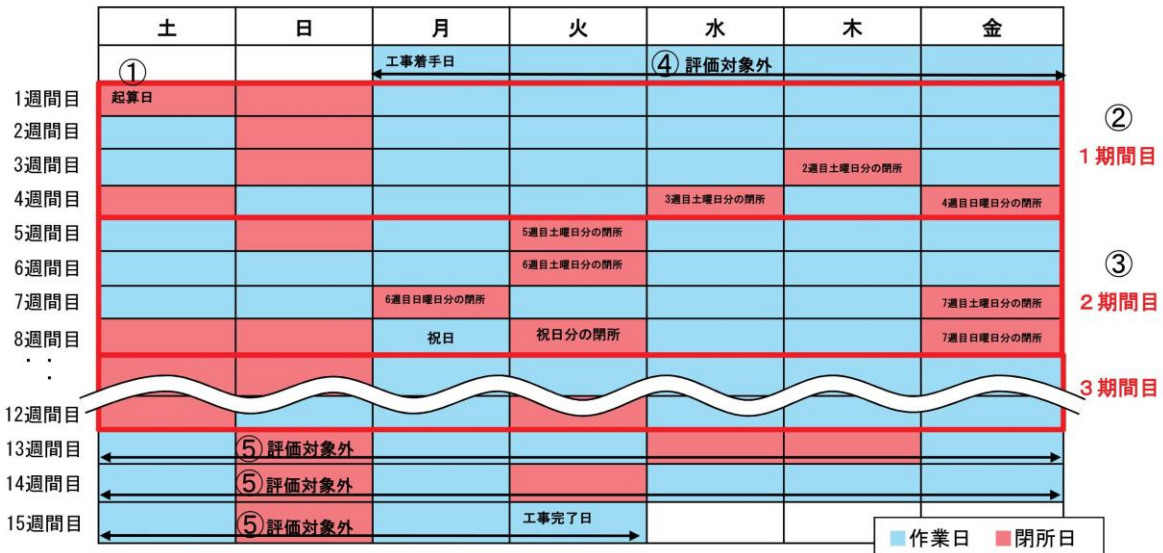 土 日 月 火 水 木 金
① 工事着手日 ④ 評価対象外
1週間目 起算日
2週間目 ②
3週間目 2週目土曜日分の閉所 1期間目
4週間目 3週目土曜日分の閉所 4週目日曜日分の閉所
5週間目 5週目土曜日分の閉所
6週間目 6週目土曜日分の閉所 ③
7週間目 6週目日曜日分の閉所 7週目土曜日分の閉所 2期間目
8週間目 祝日 祝日分の閉所 7週目日曜日分の閉所
・・
・ 3期間目
12週間目
13週間目 ⑤評価対象外
14週間目 ⑤評価対象外
15週間目 ⑤評価対象外 工事完了日
作業日 閉所日